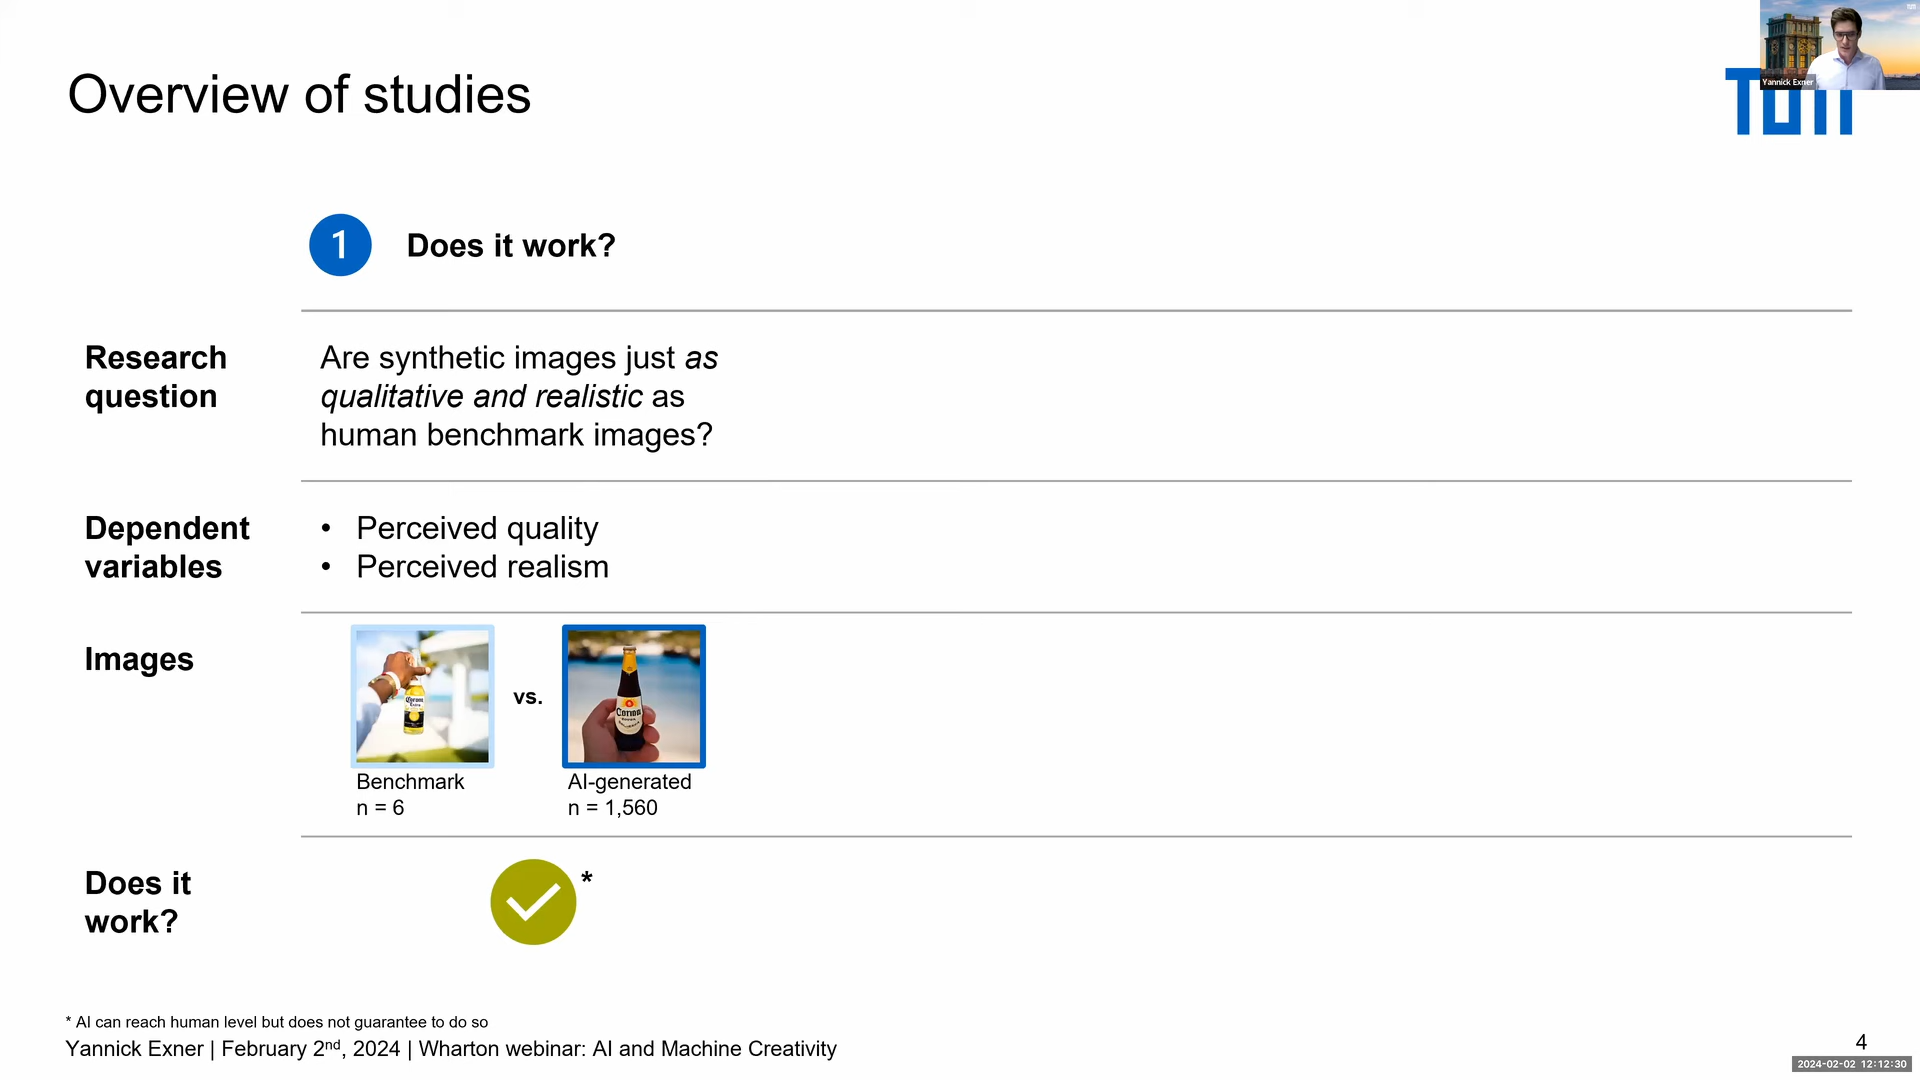 Overview of studies
Yannick Exner
TUM
1 Does it work?
Research question
Are synthetic images just as
qualitative and realistic as
human benchmark images?
Dependent variables
• Perceived quality
• Perceived realism
Images
Corona
vs.
Corona
Benchmark
n = 6
AI-generated
n = 1,560
Does it work?
*
* AI can reach human level but does not guarantee to do so
Yannick Exner | February 2nd, 2024 | Wharton webinar: AI and Machine Creativity
4
2024-02-02 12:12:30